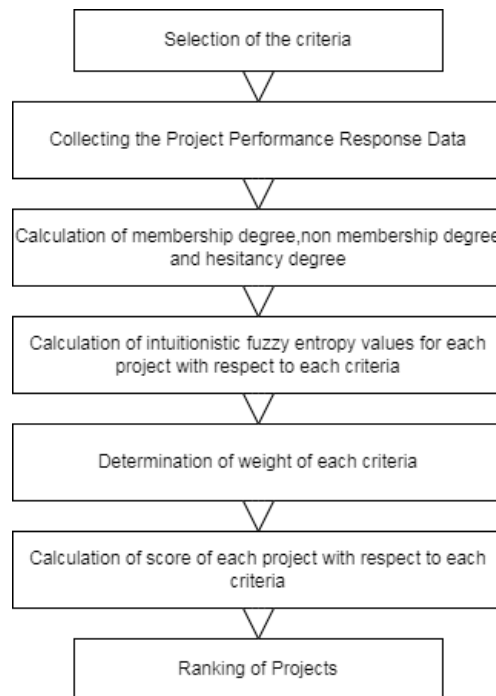 Selection of the criteria
Collecting the Project Performance Response Data
Calculation of membership degree,non membership degree
and hesitancy degree
Calculation of intuitionistic fuzzy entropy values for each
project with respect to each criteria
Determination of weight of each criteria
Calculation of score of each project with respect to each
criteria
Ranking of Projects